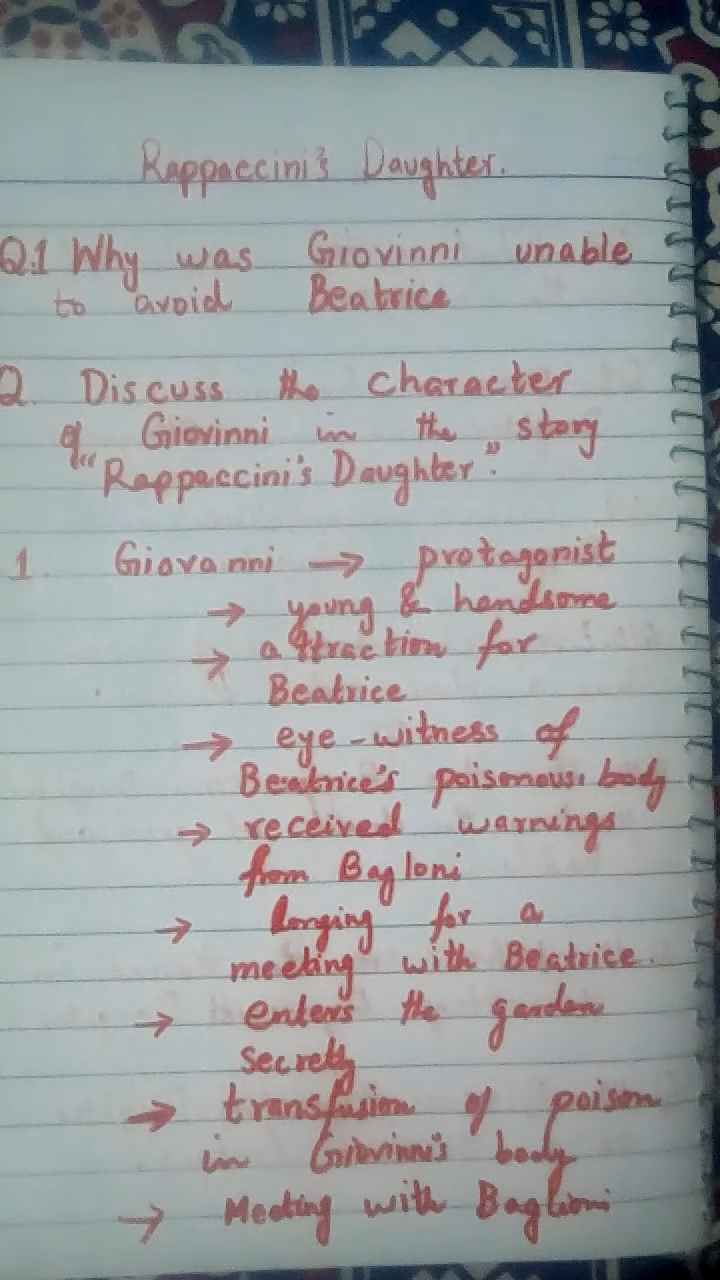 Rappaccini's Daughter.
Q1 Why was Giovinni unable
to avoid Beatrice
Q. Discuss the character
of Giovinni in the story
"Rappaccini's Daughter".
1. Giovanni → protagonist
→ young & handsome
→ attraction for
Beatrice
→ eye-witness of
Beatrice's poisonous body
→ received warnings
from Bagloni
→ longing for a
meeting with Beatrice.
→ enters the garden
secretly
→ transfusion of poison
in Giovinni's body
→ Meeting with Baglioni